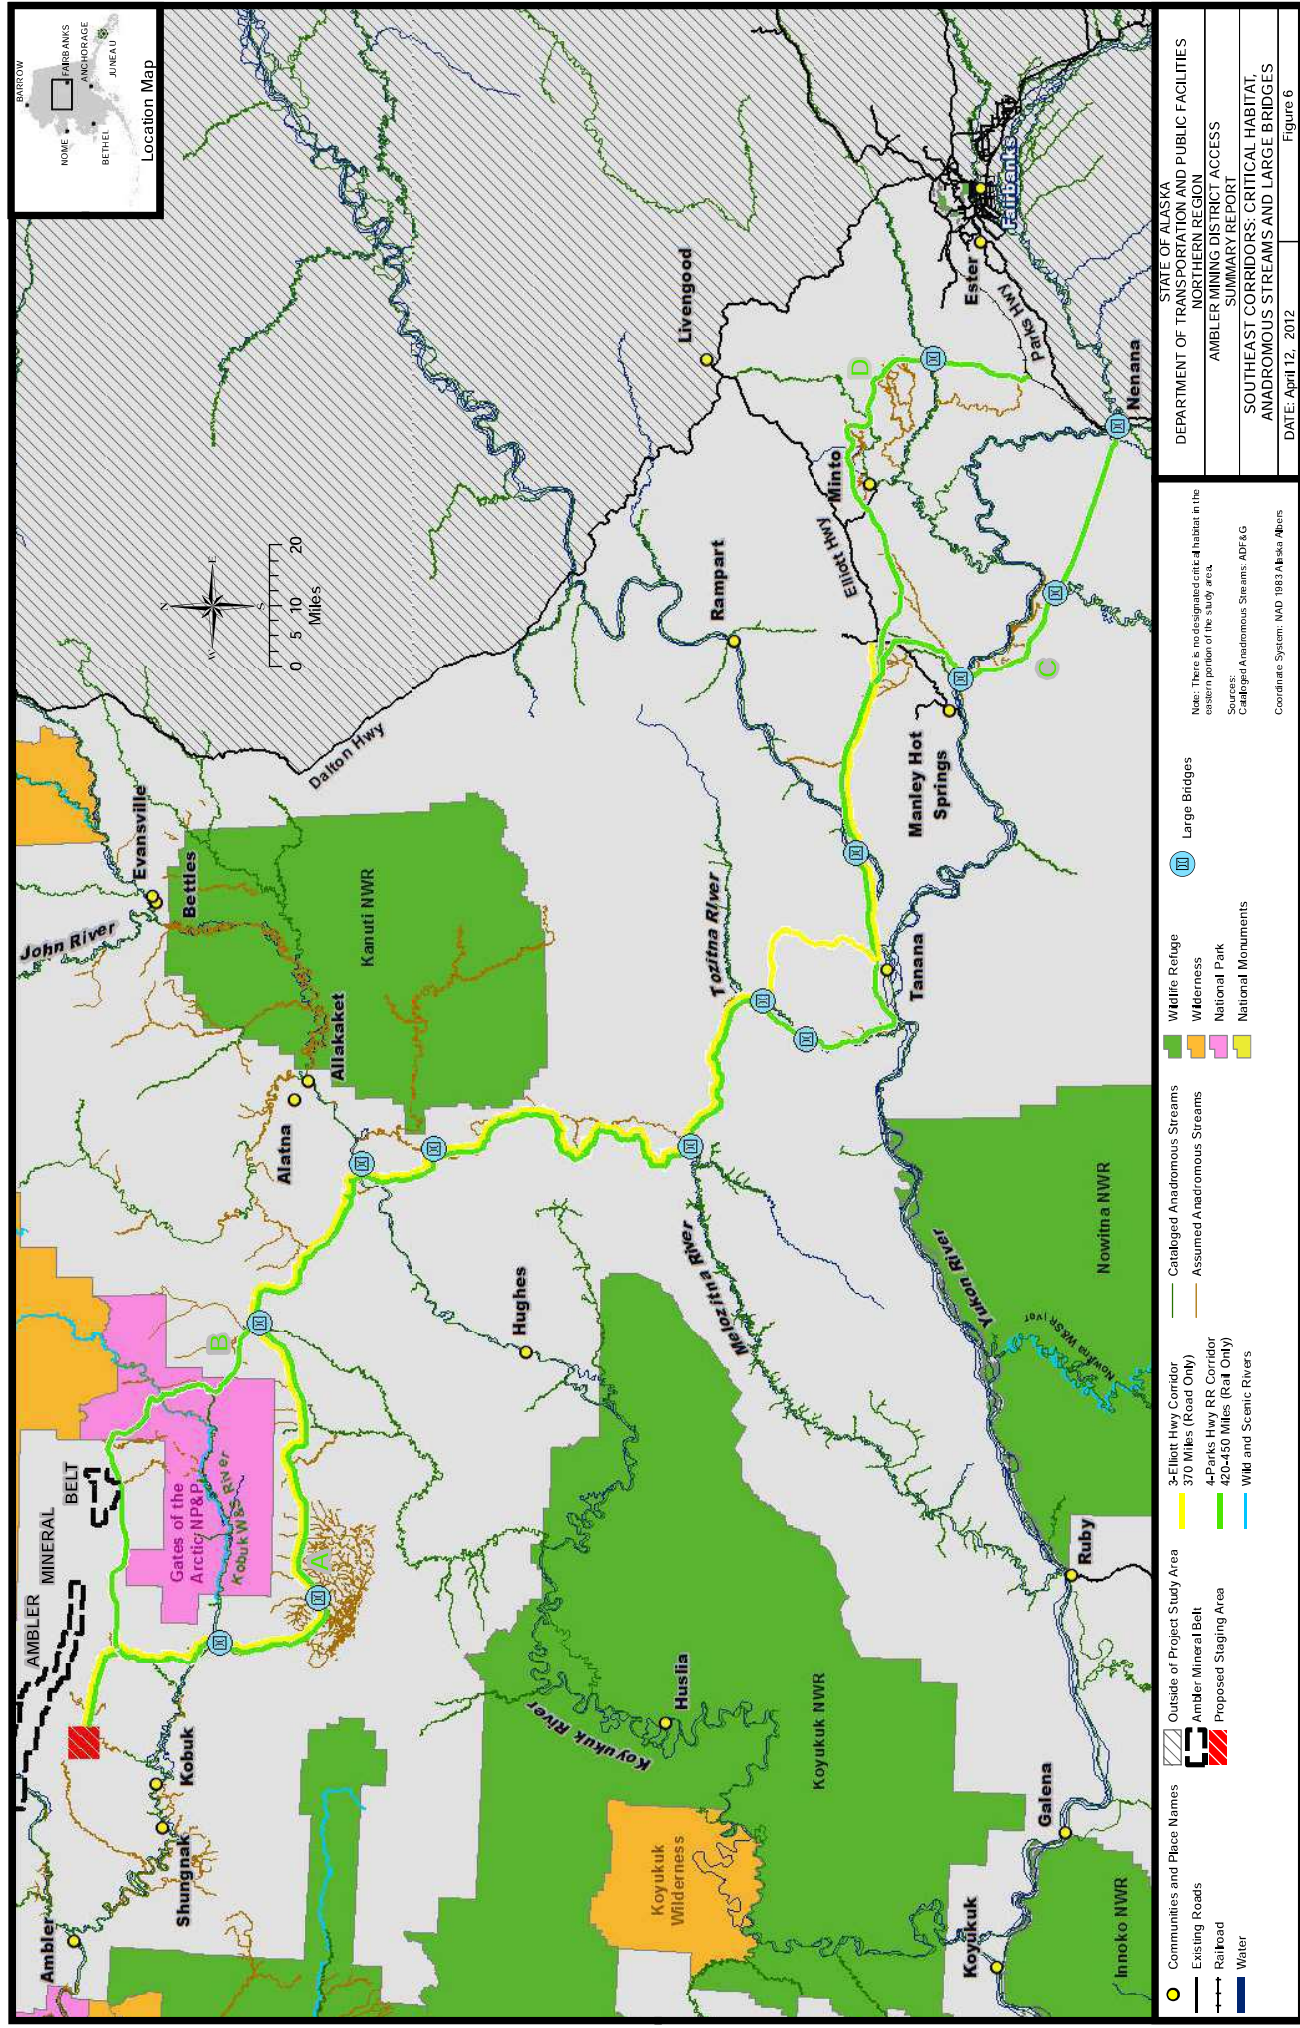 BARROW
NOME
FAIRBANKS
ANCHORAGE
BETHEL
JUNEAU
Location Map
N
W
E
S
0
5
10
20
Miles
AMBLER
MINERAL
BELT
John River
Evansville
Bettles
Dalton Hwy
Kanuti NWR
Alatna
Allakaket
Livengood
Rampart
Elliott Hwy
Minto
D
Ester
Fairbanks
Parks Hwy
Nenana
C
Manley Hot
Springs
Tanana
Tozitna River
B
A
Gates of the
Arctic NP&P
Kobuk W&S River
Hughes
Melozitna River
Yukon River
Nowitna NWR
Nowitna W&S River
Ambler
Shungnak
Kobuk
Koyukuk River
Huslia
Koyukuk NWR
Koyukuk
Wilderness
Ruby
Galena
Koyukuk
Innoko NWR
Communities and Place Names
Existing Roads
Railroad
Water
Outside of Project Study Area
Ambler Mineral Belt
Proposed Staging Area
3-Elliott Hwy Corridor
370 Miles (Road Only)
4-Parks Hwy RR Corridor
420-450 Miles (Rail Only)
Wild and Scenic Rivers
Cataloged Anadromous Streams
Assumed Anadromous Streams
Wildlife Refuge
Wilderness
National Park
National Monuments
Large Bridges
Note: There is no designated critical habitat in the
eastern portion of the study area.
Sources:
Cataloged Anadromous Streams: ADF&G
Coordinate System: NAD 1983 Alaska Albers
STATE OF ALASKA
DEPARTMENT OF TRANSPORTATION AND PUBLIC FACILITIES
NORTHERN REGION
AMBLER MINING DISTRICT ACCESS
SUMMARY REPORT
SOUTHEAST CORRIDORS: CRITICAL HABITAT,
ANADROMOUS STREAMS AND LARGE BRIDGES
DATE: April 12, 2012
Figure 6